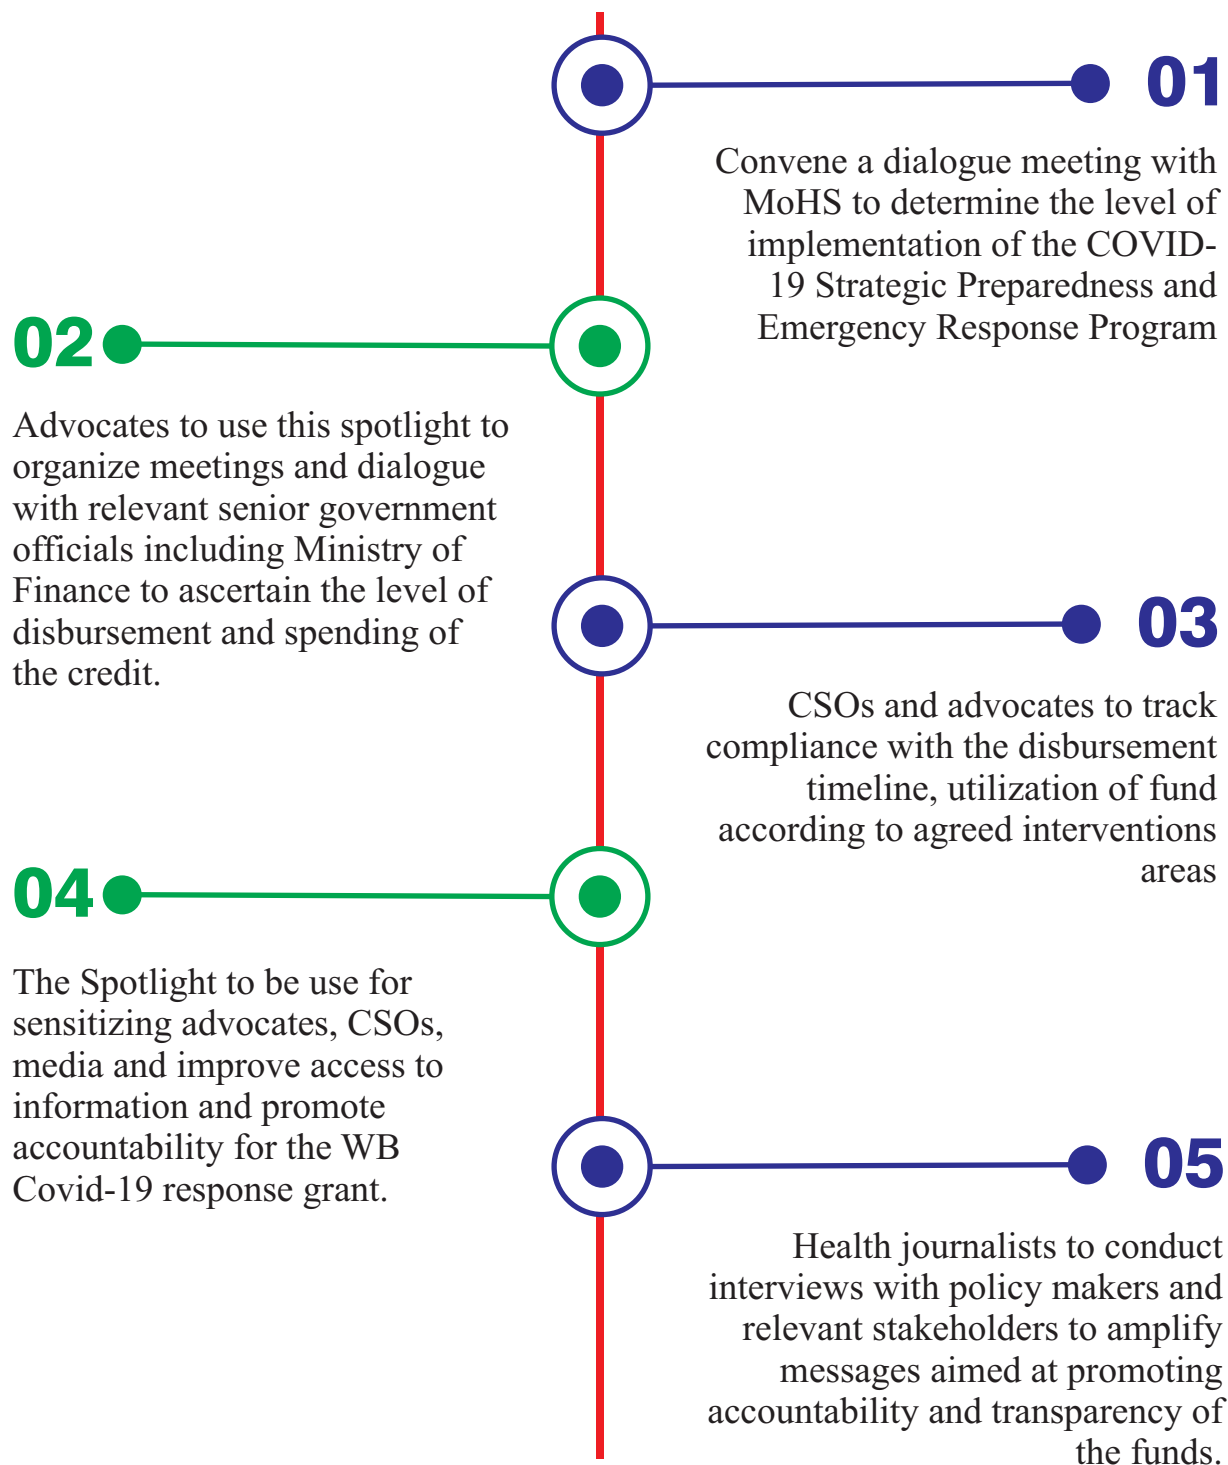 01
Convene a dialogue meeting with
MoHS to determine the level of
implementation of the COVID-
19 Strategic Preparedness and
Emergency Response Program
02
Advocates to use this spotlight to
organize meetings and dialogue
with relevant senior government
officials including Ministry of
Finance to ascertain the level of
disbursement and spending of
the credit.
03
CSOs and advocates to track
compliance with the disbursement
timeline, utilization of fund
according to agreed interventions
areas
04
The Spotlight to be use for
sensitizing advocates, CSOs,
media and improve access to
information and promote
accountability for the WB
Covid-19 response grant.
05
Health journalists to conduct
interviews with policy makers and
relevant stakeholders to amplify
messages aimed at promoting
accountability and transparency of
the funds.